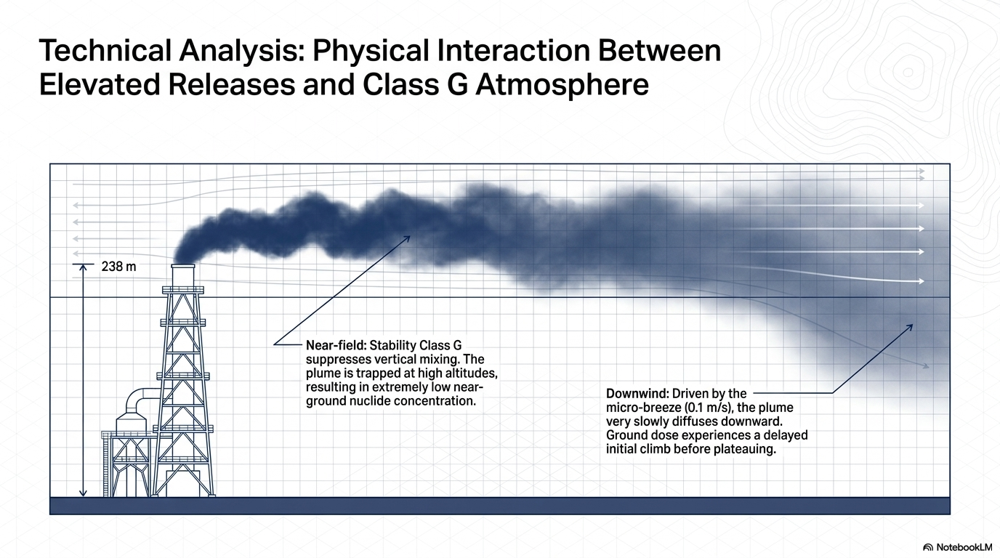 Technical Analysis: Physical Interaction Between
Elevated Releases and Class G Atmosphere
238 m
Near-field: Stability Class G
suppresses vertical mixing. The
plume is trapped at high altitudes,
resulting in extremely low near-
ground nuclide concentration.
Downwind: Driven by the
micro-breeze (0.1 m/s), the plume
very slowly diffuses downward.
Ground dose experiences a delayed
initial climb before plateauing.
NotebookLM